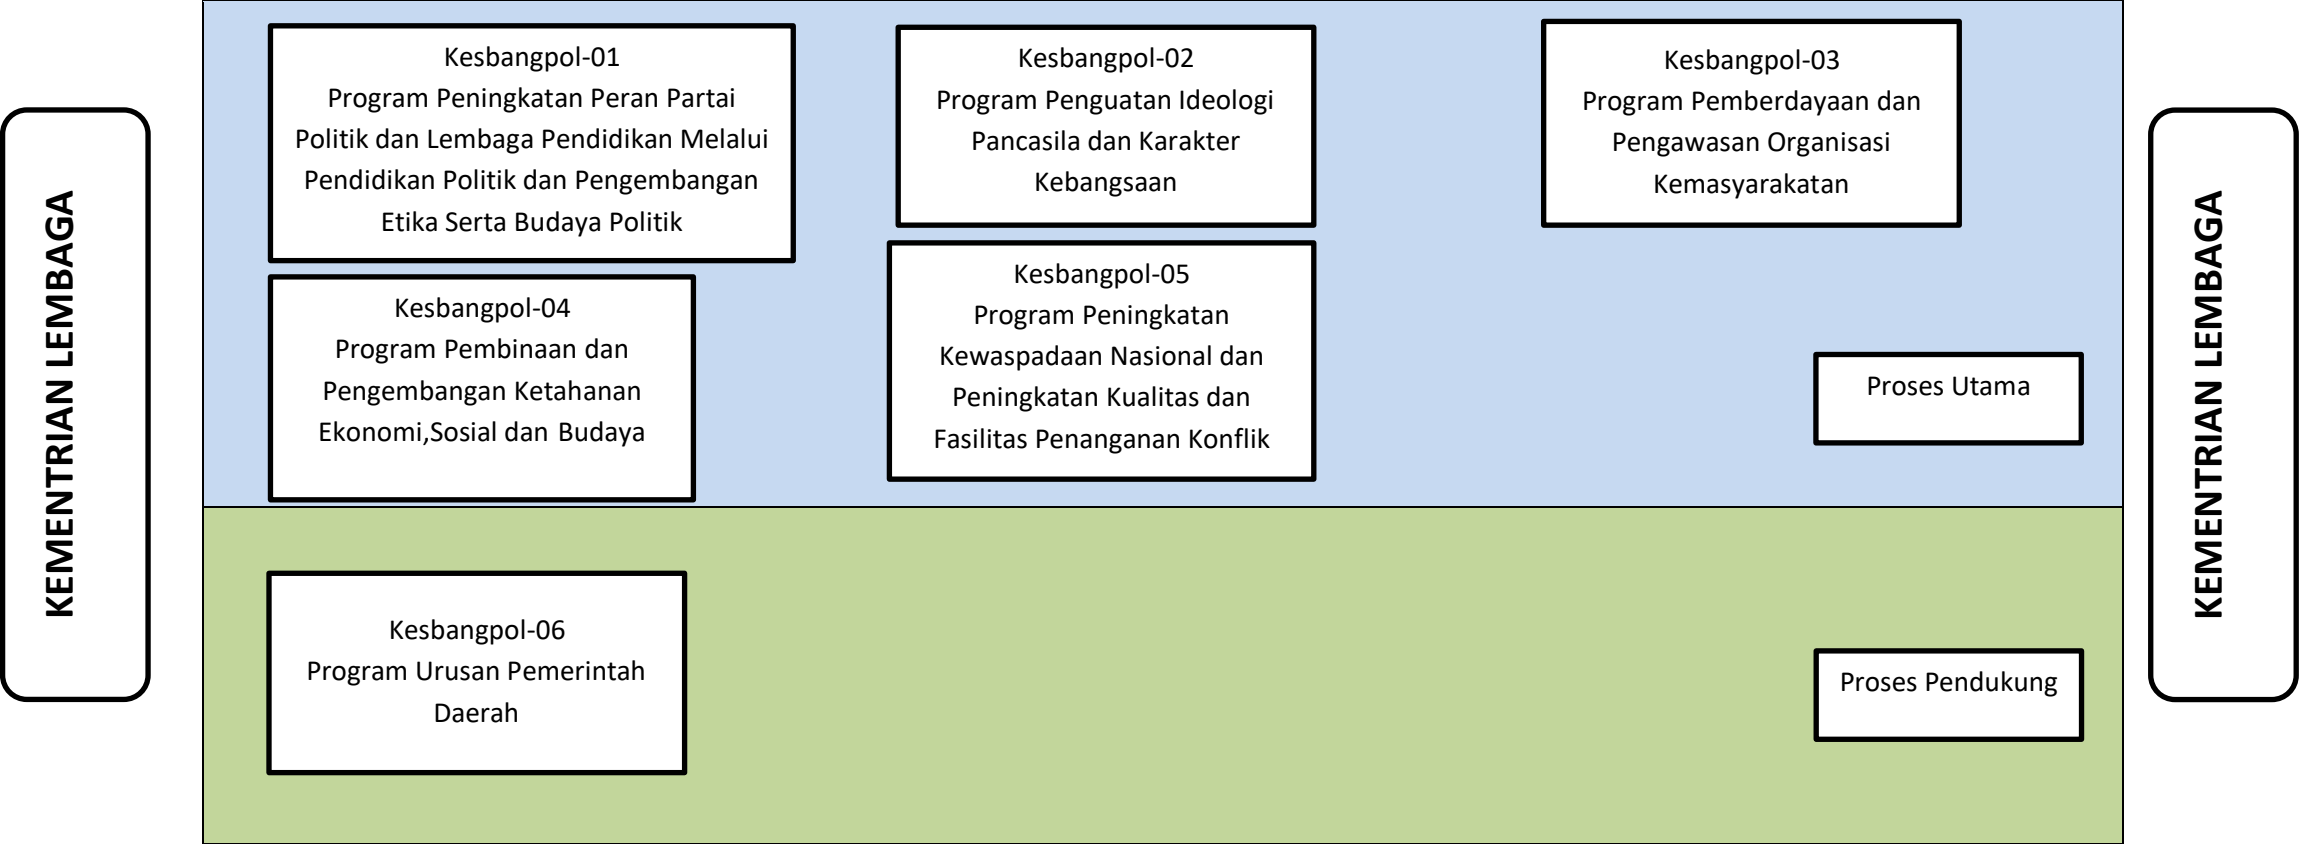 KEMENTRIAN LEMBAGA
Kesbangpol-01
Program Peningkatan Peran Partai
Politik dan Lembaga Pendidikan Melalui
Pendidikan Politik dan Pengembangan
Etika Serta Budaya Politik
Kesbangpol-02
Program Penguatan Ideologi
Pancasila dan Karakter
Kebangsaan
Kesbangpol-03
Program Pemberdayaan dan
Pengawasan Organisasi
Kemasyarakatan
Kesbangpol-04
Program Pembinaan dan
Pengembangan Ketahanan
Ekonomi,Sosial dan Budaya
Kesbangpol-05
Program Peningkatan
Kewaspadaan Nasional dan
Peningkatan Kualitas dan
Fasilitas Penanganan Konflik
Proses Utama
Kesbangpol-06
Program Urusan Pemerintah
Daerah
Proses Pendukung
KEMENTRIAN LEMBAGA